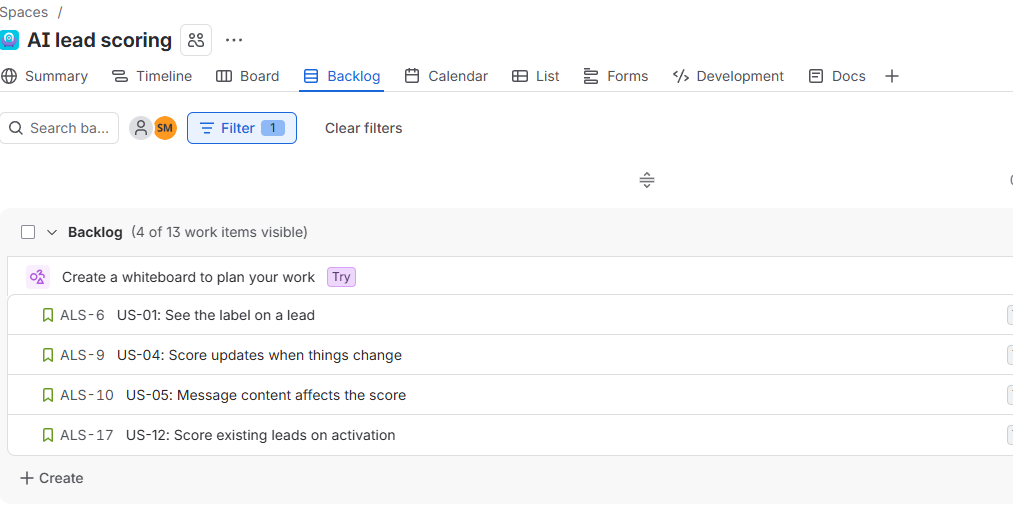 Spaces /
AI lead scoring
Summary Timeline Board Backlog Calendar List Forms Development Docs
Search ba... SM Filter 1 Clear filters
Backlog (4 of 13 work items visible)
Create a whiteboard to plan your work Try
ALS-6 US-01: See the label on a lead
ALS-9 US-04: Score updates when things change
ALS-10 US-05: Message content affects the score
ALS-17 US-12: Score existing leads on activation
Create